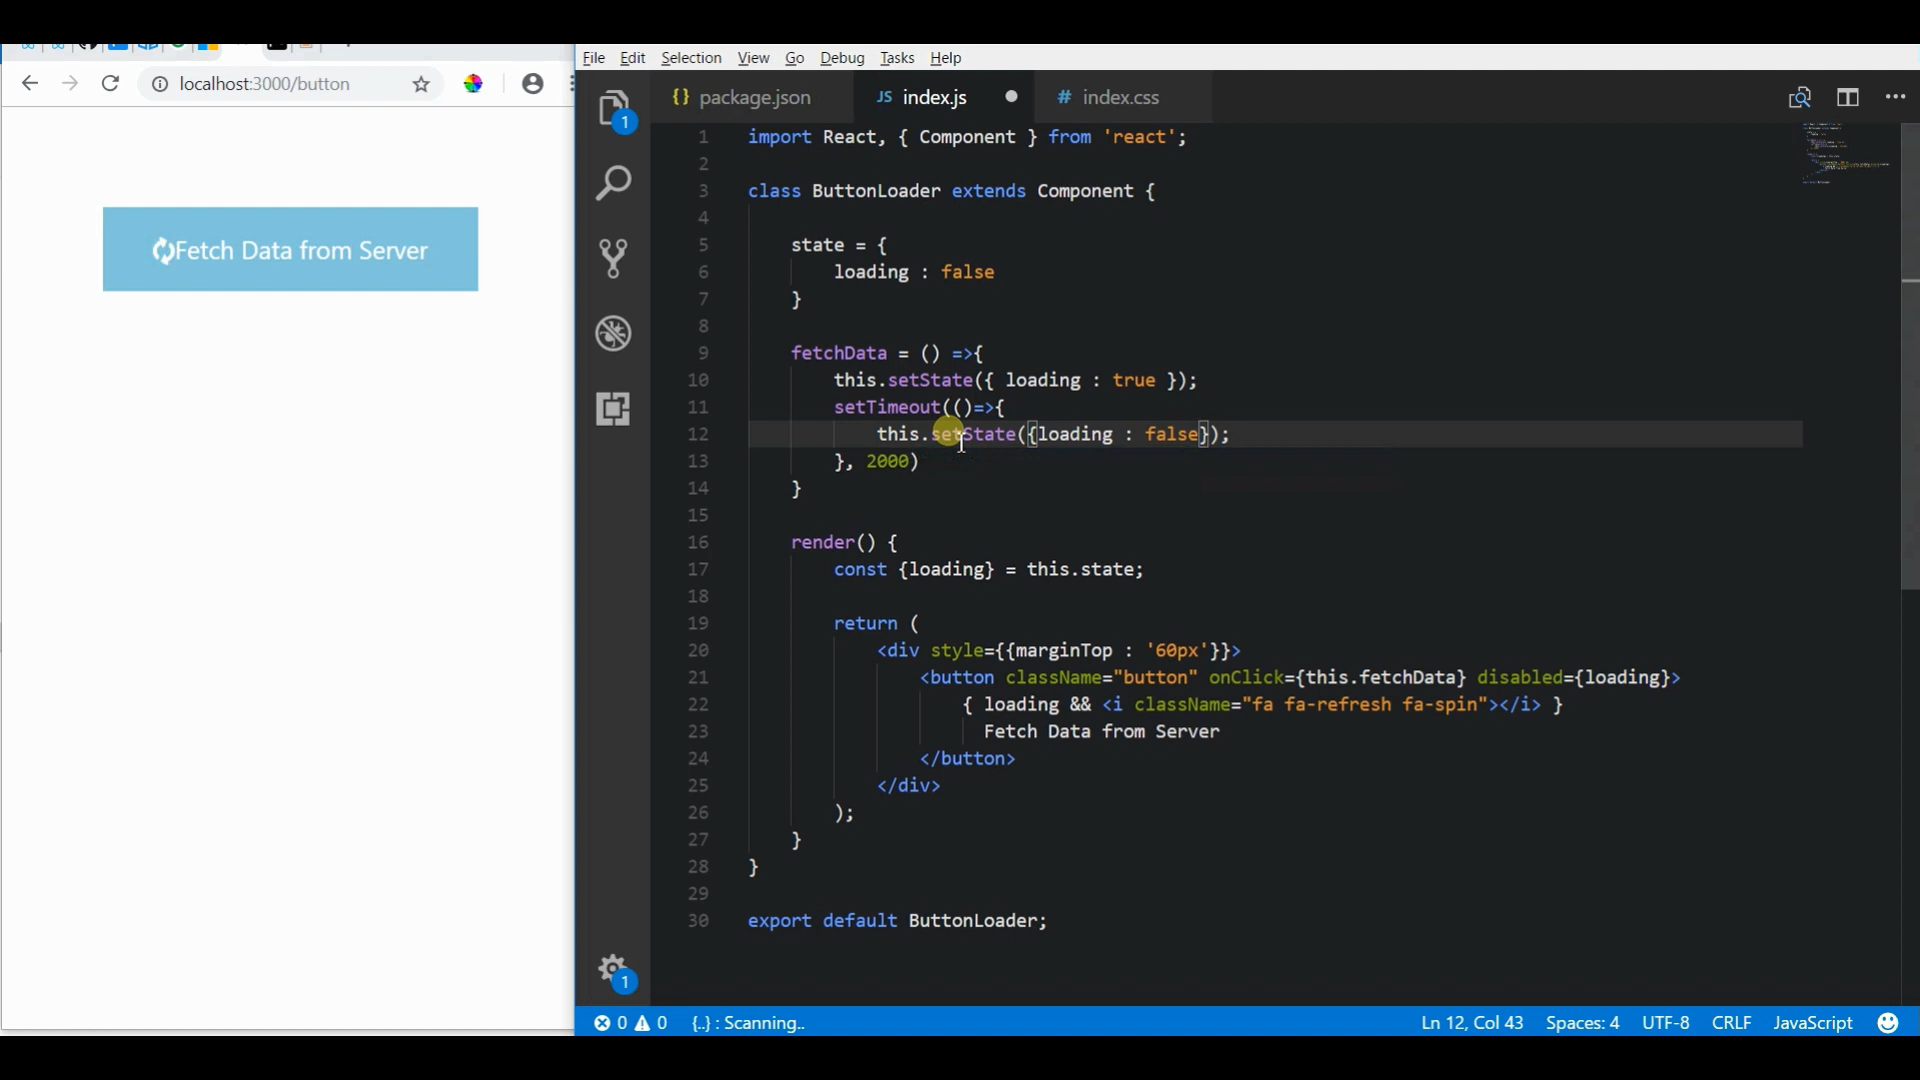 localhost:3000/button
Fetch Data from Server
File Edit Selection View Go Debug Tasks Help
{} package.json JS index.js # index.css
1
1 import React, { Component } from 'react';
2
3 class ButtonLoader extends Component {
4
5 state = {
6 loading : false
7 }
8
9 fetchData = () =>{
10 this.setState({ loading : true });
11 setTimeout(()=>{
12 this.setState({loading : false});
13 }, 2000)
14 }
15
16 render() {
17 const {loading} = this.state;
18
19 return (
20 <div style={{marginTop : '60px'}}>
21 <button className="button" onClick={this.fetchData} disabled={loading}>
22 { loading && <i className="fa fa-refresh fa-spin"></i> }
23 Fetch Data from Server
24 </button>
25 </div>
26 );
27 }
28 }
29
30 export default ButtonLoader;
1
0 0 {..} : Scanning.. Ln 12, Col 43 Spaces: 4 UTF-8 CRLF JavaScript